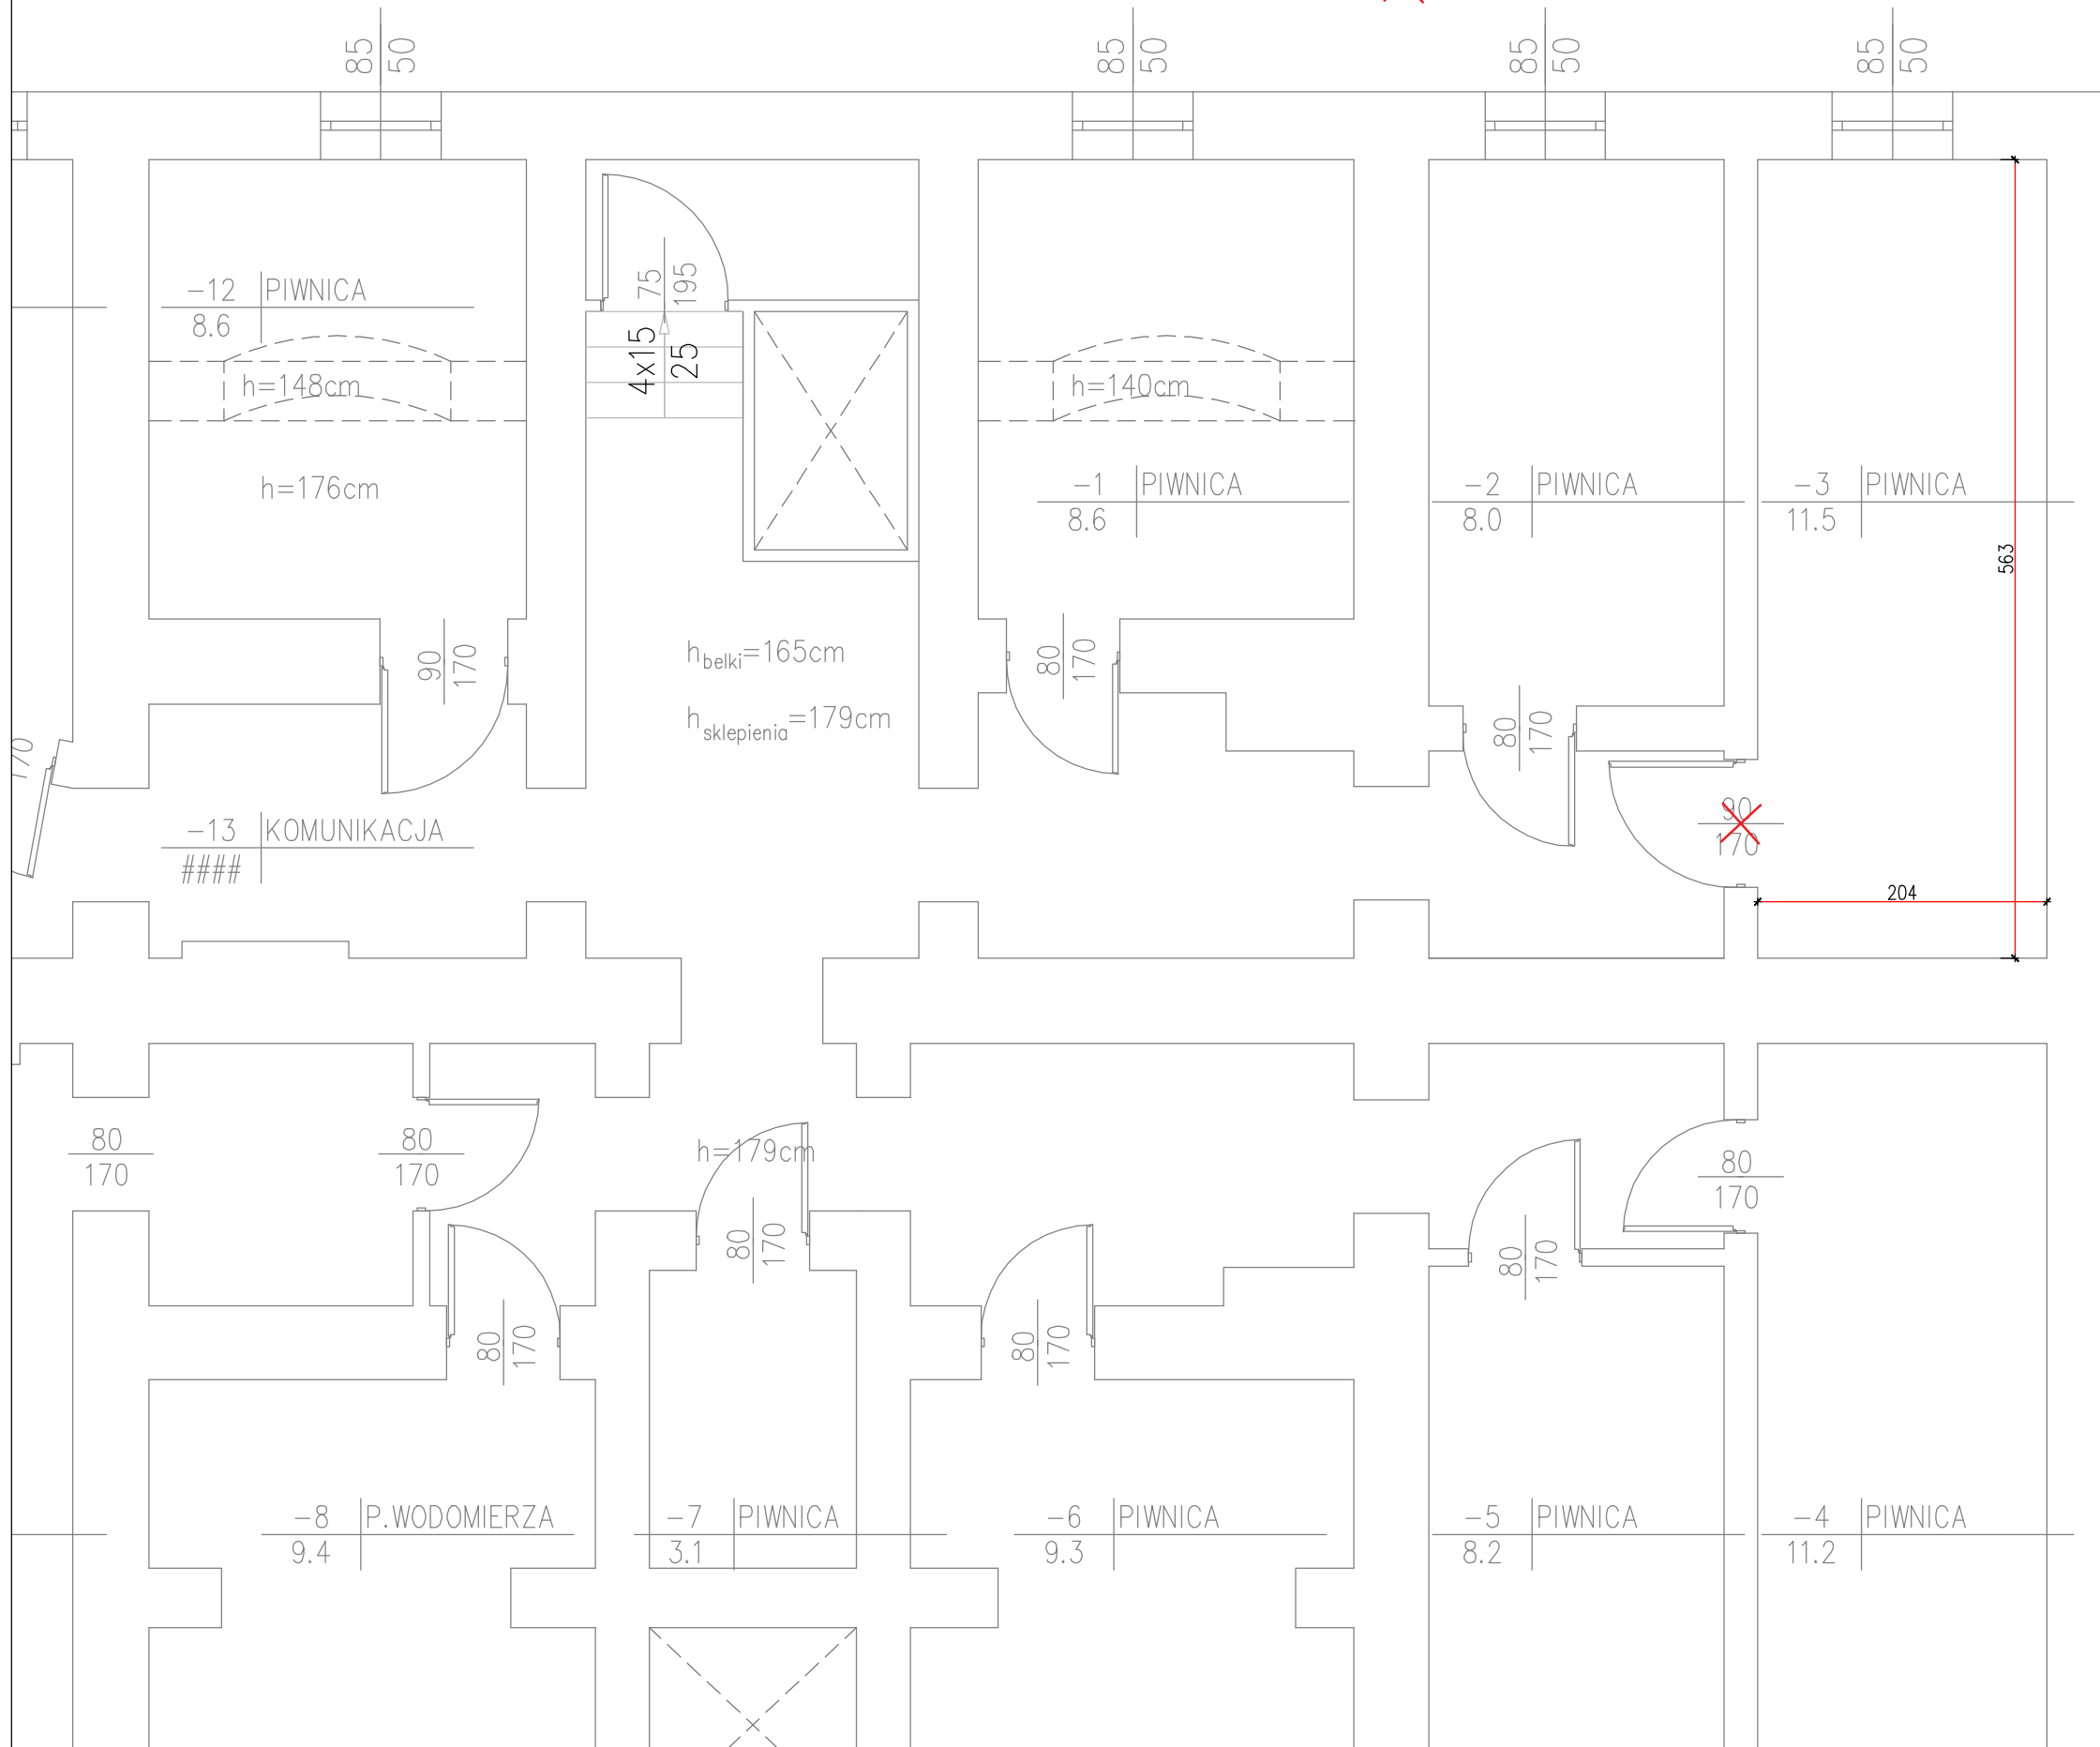 85
50
85
50
85
50
85
50
75
195
-12 PIWNICA
8.6
4x15
25
h=148cm
h=140cm
h=176cm
-1 PIWNICA
8.6
-2 PIWNICA
8.0
-3 PIWNICA
11.5
563
90
170
h belki=165cm
80
170
h sklepienia=179cm
80
170
170
90
170
-13 KOMUNIKACJA
####
204
80
170
80
170
h=179cm
80
170
80
170
80
170
80
170
80
170
-8 P.WODOMIERZA
9.4
-7 PIWNICA
3.1
-6 PIWNICA
9.3
-5 PIWNICA
8.2
-4 PIWNICA
11.2